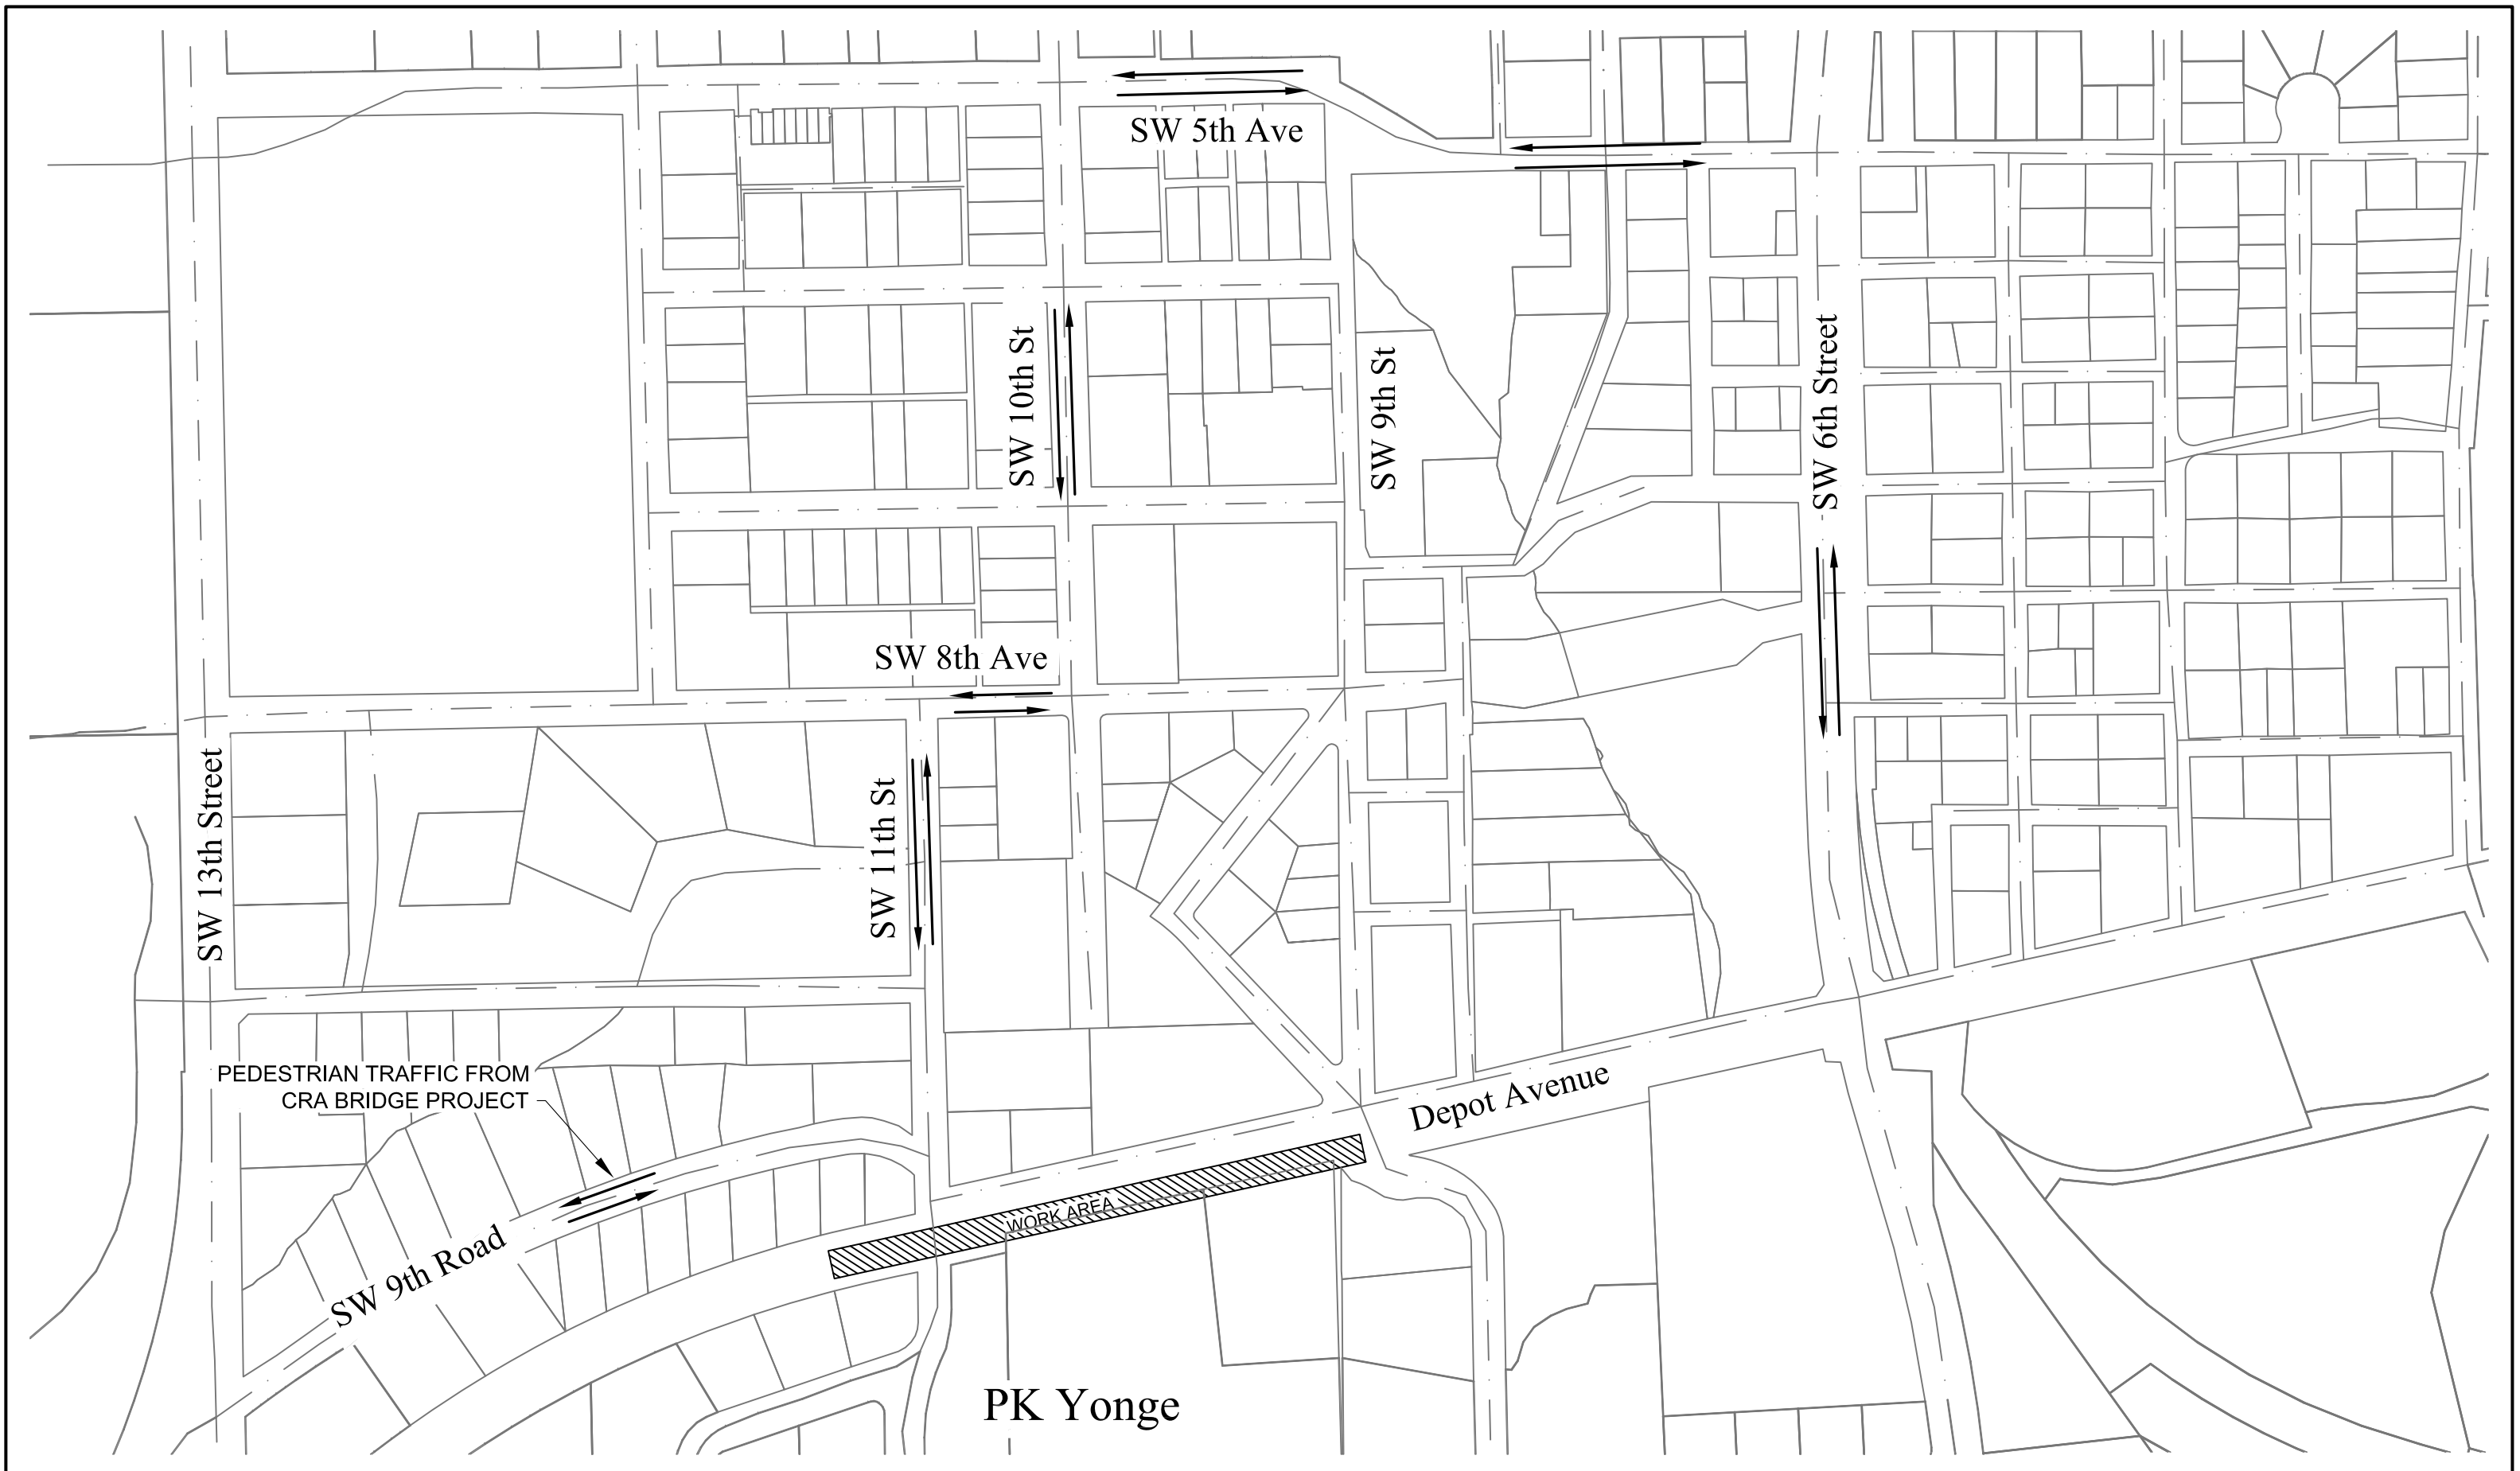 SW 5th Ave
SW 10th St
SW 9th St
SW 6th Street
SW 8th Ave
SW 13th Street
SW 11th St
PEDESTRIAN TRAFFIC FROM
CRA BRIDGE PROJECT
Depot Avenue
WORK AREA
SW 9th Road
PK Yonge